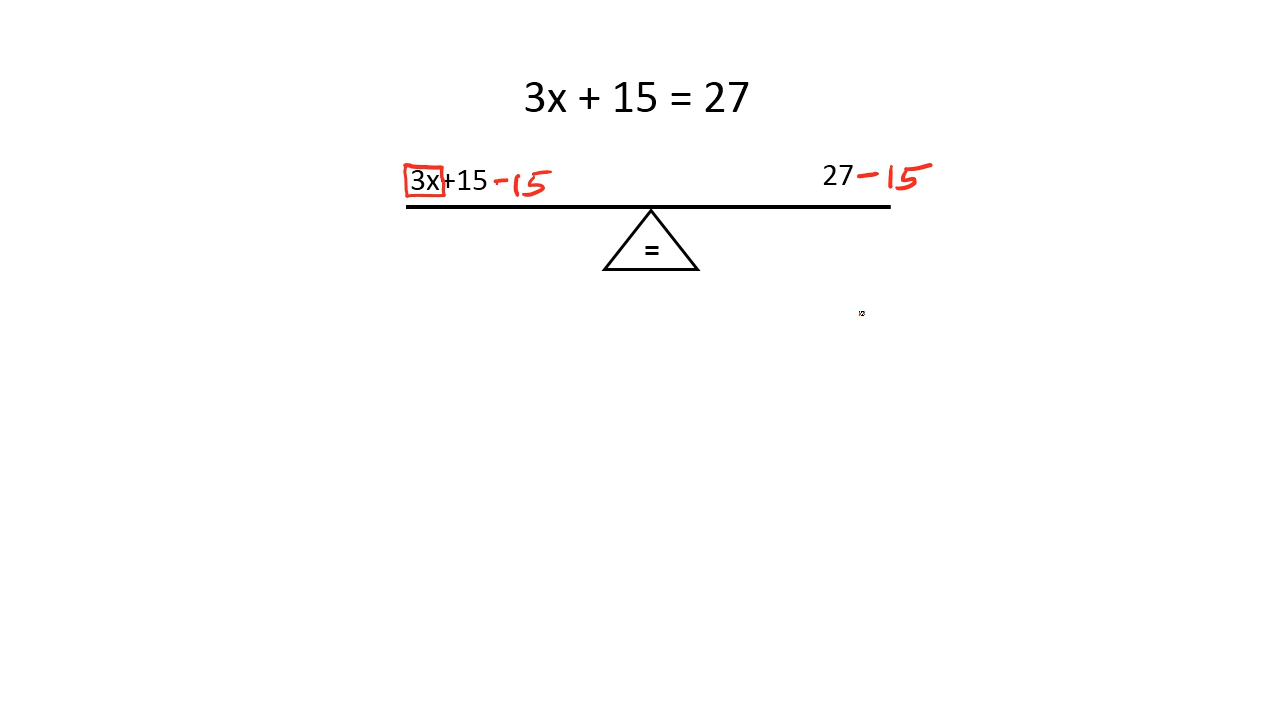 3x + 15 = 27
3x+15 -15 27 -15
=